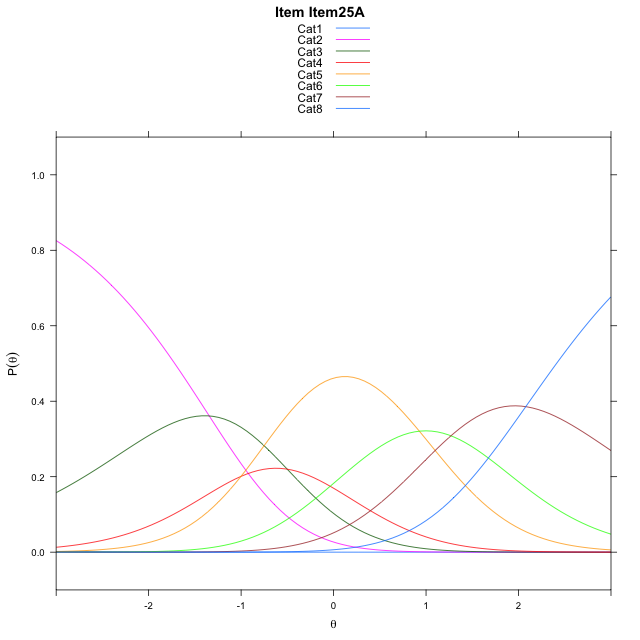 Item Item25A
Cat1
Cat2
Cat3
Cat4
Cat5
Cat6
Cat7
Cat8
1.0
0.8
0.6
0.4
0.2
0.0
P(θ)
-2 -1 0 1 2
θ